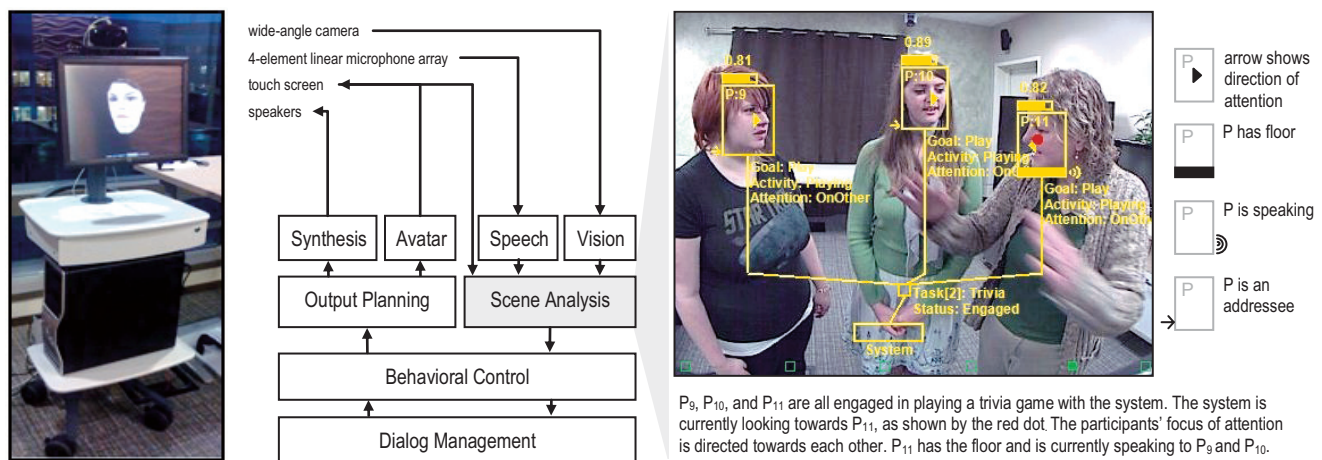 wide-angle camera
4-element linear microphone array
touch screen
speakers
Synthesis
Avatar
Speech
Vision
Output Planning
Scene Analysis
Behavioral Control
Dialog Management
0.81
P:9
0.89
P:10
0.82
P:11
Goal: Play
Activity: Playing
Attention: OnOther
Goal: Play
Activity: Playing
Attention: OnO
Goal: Play
Activity: Playing
Attention: OnOth
Task[2]: Trivia
Status: Engaged
System
P
arrow shows
direction of
attention
P
P has floor
P
P is speaking
P
P is an
addressee
P₉, P₁₀, and P₁₁ are all engaged in playing a trivia game with the system. The system is
currently looking towards P₁₁, as shown by the red dot. The participants’ focus of attention
is directed towards each other. P₁₁ has the floor and is currently speaking to P₉ and P₁₀.